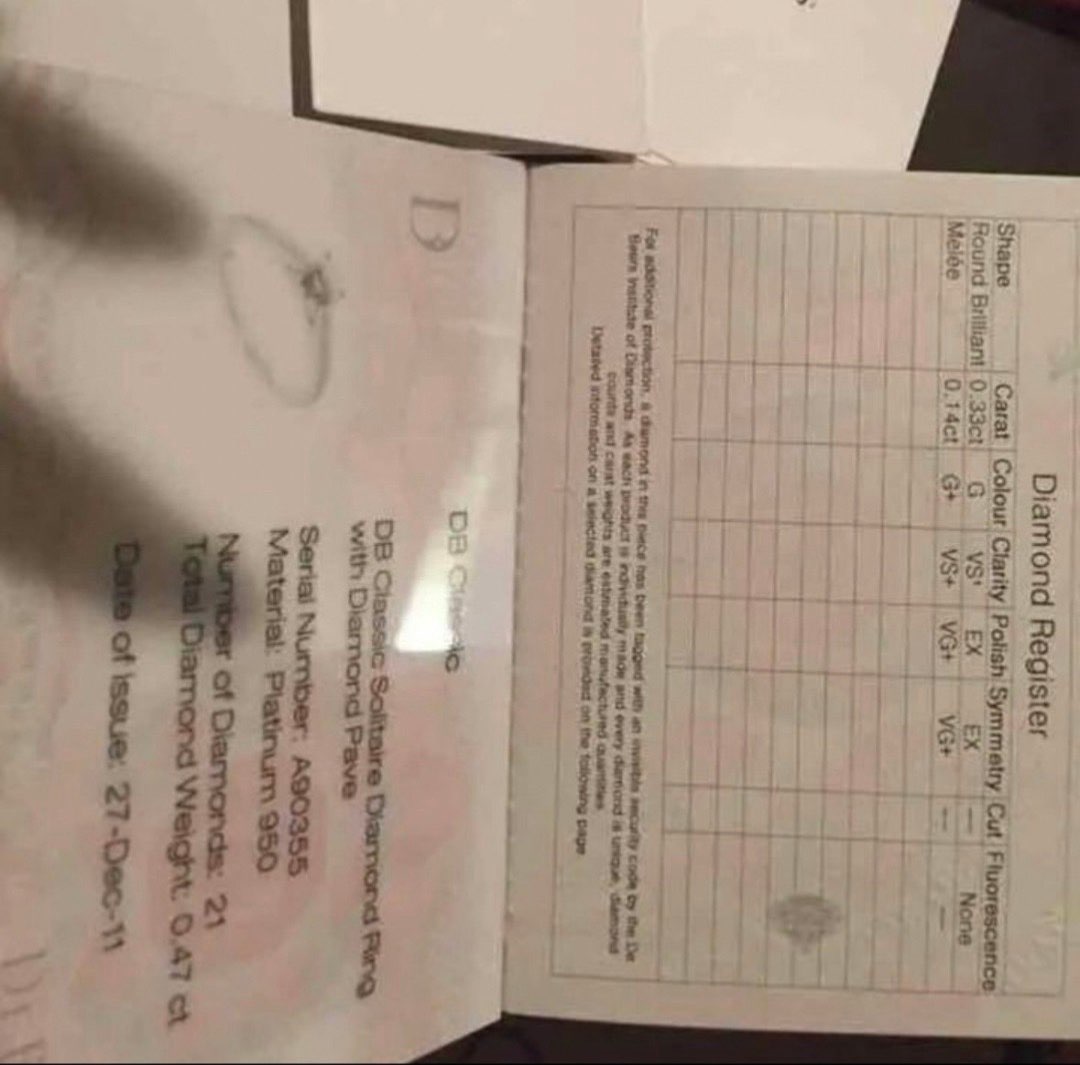 Diamond Register
Shape Carat Colour Clarity Polish Symmetry Cut Fluorescence
Round Brilliant 0.33ct G VS¹ EX EX --- None
Melée 0.14ct G+ VS+ VG+ VG+ --- ---
For additional protection, a diamond in the piece has been tagged with an invisible security code by the De
Beers Institute of Diamonds. As each product is individually made and every diamond is unique, diamond
counts and carat weights are estimated manufactured quantities.
Detailed information on a selected diamond is provided on the following page
DB Classic
DB Classic Solitaire Diamond Ring
with Diamond Pave
Serial Number: A90355
Material: Platinum 950
Number of Diamonds: 21
Total Diamond Weight: 0.47 ct
Date of Issue: 27-Dec-11